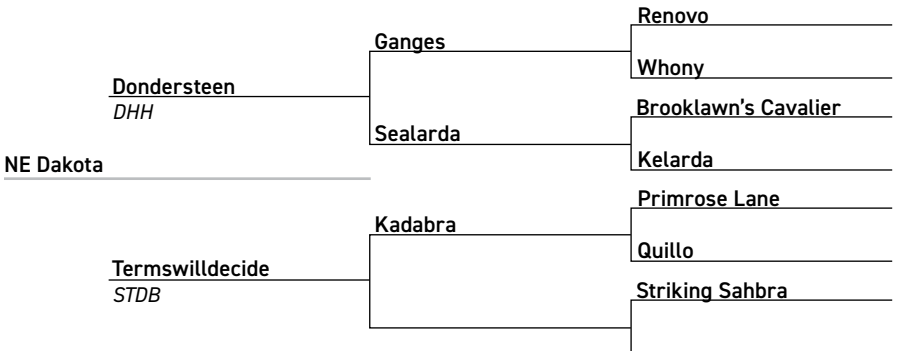 Renovo
Ganges
Whony
Dondersteen
DHH
Brooklawn's Cavalier
Sealarda
Kelarda
NE Dakota
Primrose Lane
Kadabra
Quillo
Termswilldecide
STDB
Striking Sahbra